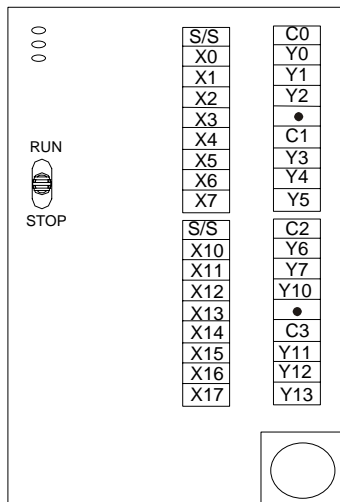 RUN
STOP
S/S
X0
X1
X2
X3
X4
X5
X6
X7
S/S
X10
X11
X12
X13
X14
X15
X16
X17
C0
Y0
Y1
Y2
●
C1
Y3
Y4
Y5
C2
Y6
Y7
Y10
●
C3
Y11
Y12
Y13